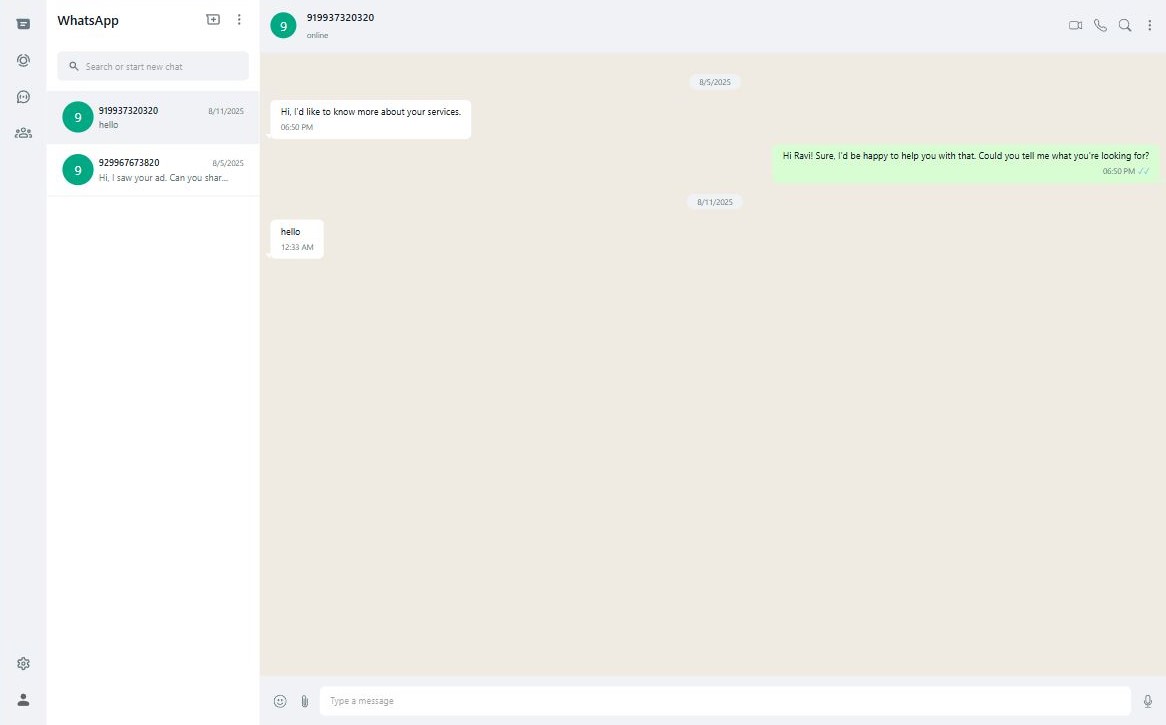 WhatsApp
Search or start new chat
9
919937320320
8/11/2025
hello
9
929967673820
8/5/2025
Hi, I saw your ad. Can you shar...
9
919937320320
online
8/5/2025
Hi, I'd like to know more about your services.
06:50 PM
Hi Ravi! Sure, I'd be happy to help you with that. Could you tell me what you're looking for?
06:50 PM
8/11/2025
hello
12:33 AM
Type a message